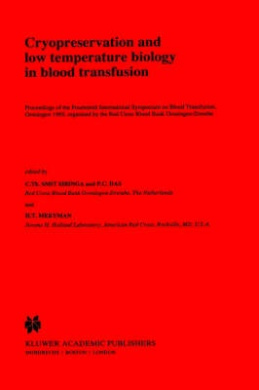 Cryopreservation and
low temperature biology
in blood transfusion
Proceedings of the Fourteenth International Symposium on Blood Transfusion,
Groningen 1989, organised by the Red Cross Blood Bank Groningen-Drenthe
edited by
C.Th. SMIT SIBINGA and P.C. DAS
Red Cross Blood Bank Groningen-Drenthe, The Netherlands
and
H.T. MERYMAN
Jerome H. Holland Laboratory, American Red Cross, Rockville, MD, U.S.A.
KLUWER ACADEMIC PUBLISHERS
DORDRECHT / BOSTON / LONDON